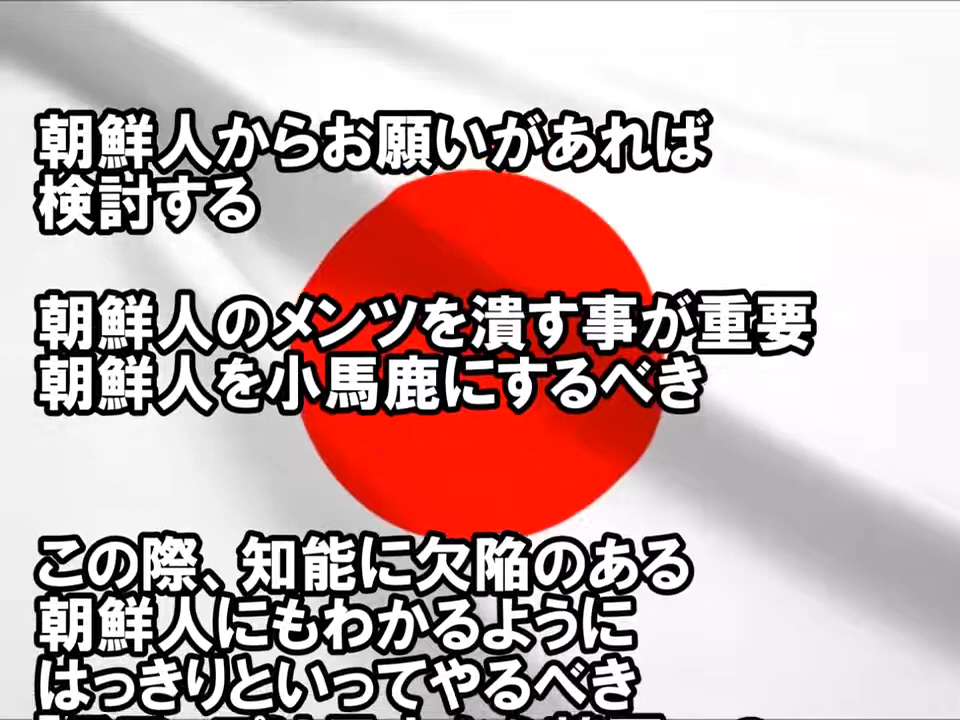 朝鮮人からお願いがあれば
検討する
朝鮮人のメンツを潰す事が重要
朝鮮人を小馬鹿にするべき
この際、知能に欠陥のある
朝鮮人にもわかるように
はっきりといってやるべき